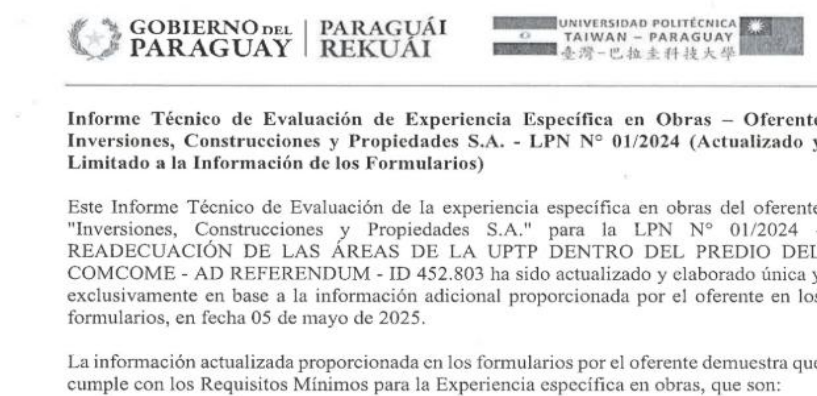 GOBIERNO DEL PARAGUAY
PARAGUÁI REKUÁI
UNIVERSIDAD POLITÉCNICA
TAIWAN – PARAGUAY
臺灣-巴拉圭科技大學
Informe Técnico de Evaluación de Experiencia Específica en Obras – Oferente
Inversiones, Construcciones y Propiedades S.A. - LPN N° 01/2024 (Actualizado y
Limitado a la Información de los Formularios)
Este Informe Técnico de Evaluación de la experiencia específica en obras del oferente
"Inversiones, Construcciones y Propiedades S.A." para la LPN N° 01/2024 -
READECUACIÓN DE LAS ÁREAS DE LA UPTP DENTRO DEL PREDIO DEL
COMCOME - AD REFERENDUM - ID 452.803 ha sido actualizado y elaborado única y
exclusivamente en base a la información adicional proporcionada por el oferente en los
formularios, en fecha 05 de mayo de 2025.
La información actualizada proporcionada en los formularios por el oferente demuestra que
cumple con los Requisitos Mínimos para la Experiencia específica en obras, que son: